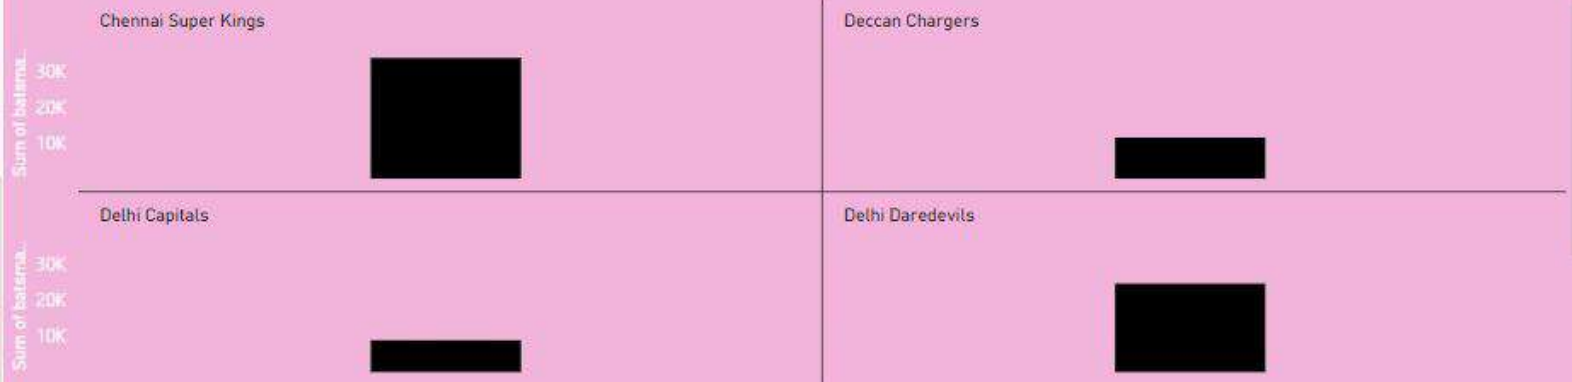 Chennai Super Kings
Deccan Chargers
Sum of batsma...
30K
20K
10K
Delhi Capitals
Delhi Daredevils
Sum of batsma...
30K
20K
10K